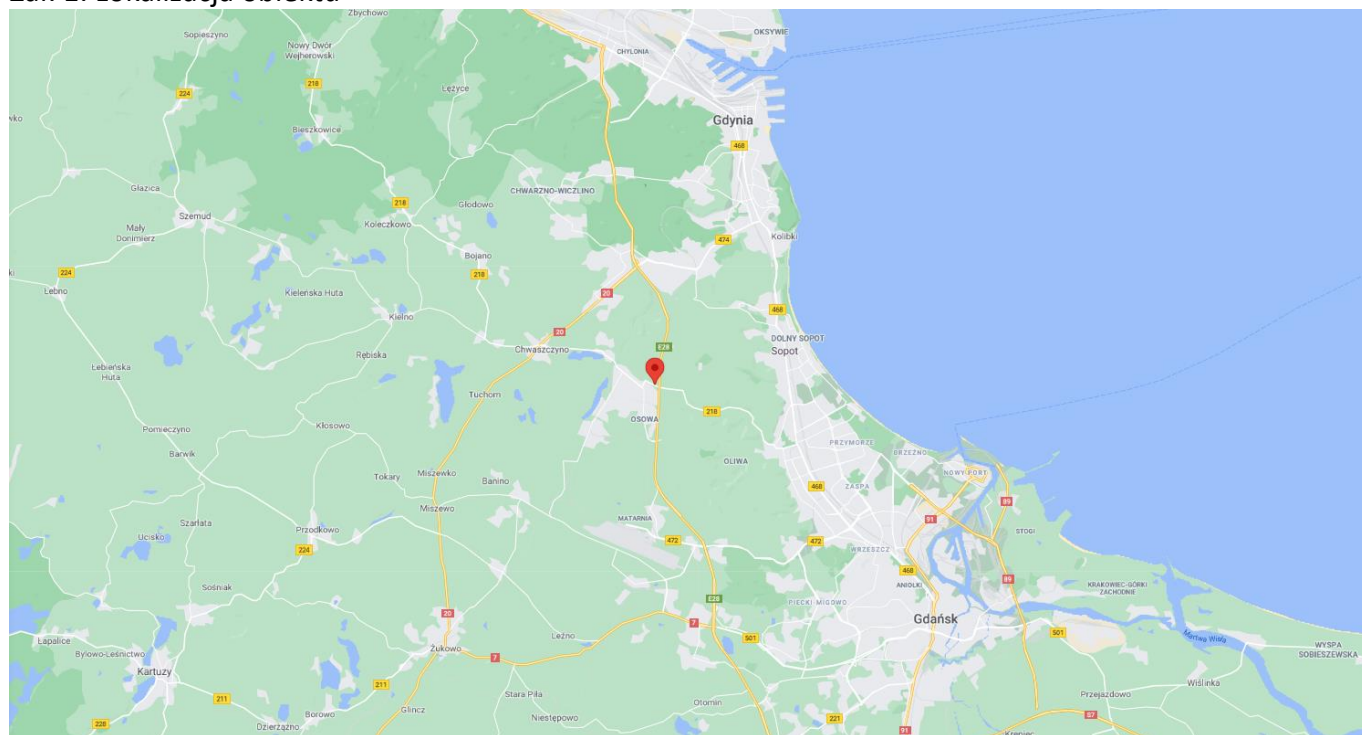 Zbychowo
Sopieszyno
OKSYWIE
Nowy Dwór
Wejherowski
CHYLONIA
218
Łężyce
224
Gdynia
Bieszkowice
468
Głazica
CHWARZNO-WICZLINO
218
Głodowo
Szemud
Koleczkowo
Mały
Donimierz
474
Kolibki
Bojano
224
218
Łebno
Kieleńska Huta
20
468
Kielno
20
DOLNY SOPOT
Sopot
Chwaszczyno
E28
Rębiska
Łebieńska
Huta
Tuchom
218
OSOWA
Kłosowo
Pomieczyno
PRZYMORZE
BRZEŹNO
Barwik
OLIWA
NOWY PORT
Tokary
Miszewko
Banino
468
ZASPA
89
Miszewo
91
Szarłata
MATARNIA
Ucisko
Przodkowo
STOGI
472
472
WRZESZCZ
224
468
ANIOŁKI
89
KRAKOWIEC-GÓRKI
ZACHODNIE
Sośniak
E28
PIECKI MIGOWO
20
Gdańsk
7
Łapalice
Leźno
501
501
Martwa Wisła
Bylowo-Leśnictwo
Żukowo
WYSPA
SOBIESZEWSKA
7
Kartuzy
211
Wiślinka
211
Stara Piła
Przejazdowo
Otomin
Glincz
Borowo
Niestępowo
221
S7
228
Dzierżążno
91